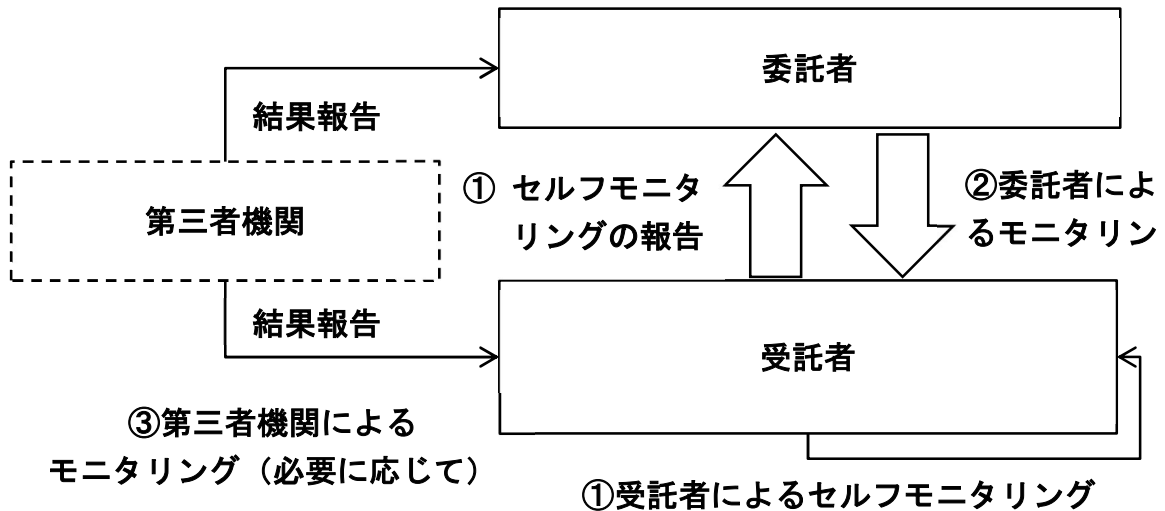 委託者
結果報告
第三者機関
① セルフモニタ
リングの報告
②委託者によ
るモニタリン
結果報告
受託者
③第三者機関による
モニタリング（必要に応じて）
①受託者によるセルフモニタリング